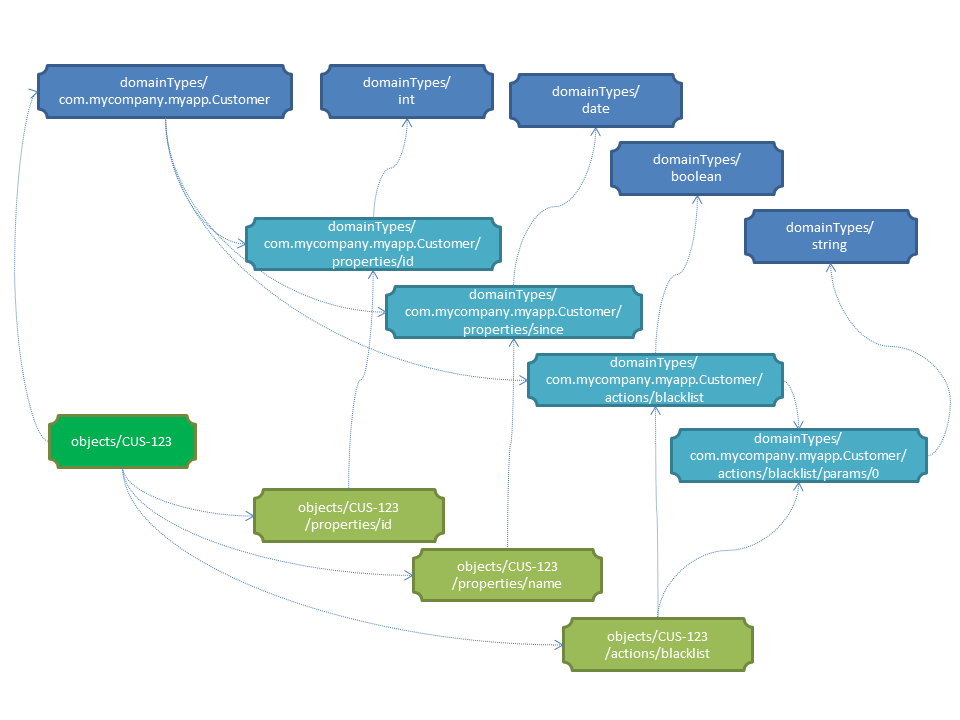 domainTypes/
com.mycompany.myapp.Customer
domainTypes/
int
domainTypes/
date
domainTypes/
boolean
domainTypes/
string
domainTypes/
com.mycompany.myapp.Customer/
properties/id
domainTypes/
com.mycompany.myapp.Customer/
properties/since
domainTypes/
com.mycompany.myapp.Customer/
actions/blacklist
domainTypes/
com.mycompany.myapp.Customer/
actions/blacklist/params/0
objects/CUS-123
objects/CUS-123
/properties/id
objects/CUS-123
/properties/name
objects/CUS-123
/actions/blacklist